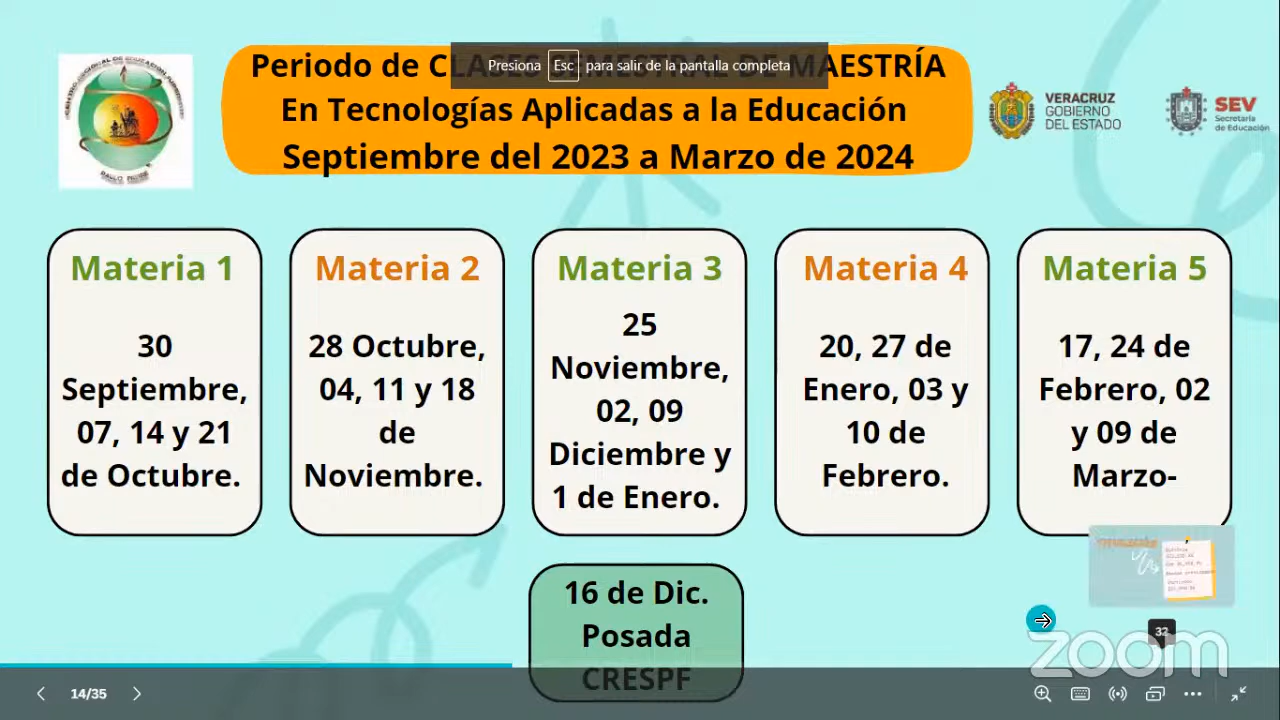 Periodo de CLASES SEMESTRAL DE MAESTRÍA
Presiona Esc para salir de la pantalla completa
En Tecnologías Aplicadas a la Educación
Septiembre del 2023 a Marzo de 2024
VERACRUZ
GOBIERNO
DEL ESTADO
SEV
Secretaría
de Educación
Materia 1
30
Septiembre,
07, 14 y 21
de Octubre.
Materia 2
28 Octubre,
04, 11 y 18
de
Noviembre.
Materia 3
25
Noviembre,
02, 09
Diciembre y
1 de Enero.
Materia 4
20, 27 de
Enero, 03 y
10 de
Febrero.
Materia 5
17, 24 de
Febrero, 02
y 09 de
Marzo-
16 de Dic.
Posada
CRESPF
32
zoom
14/35